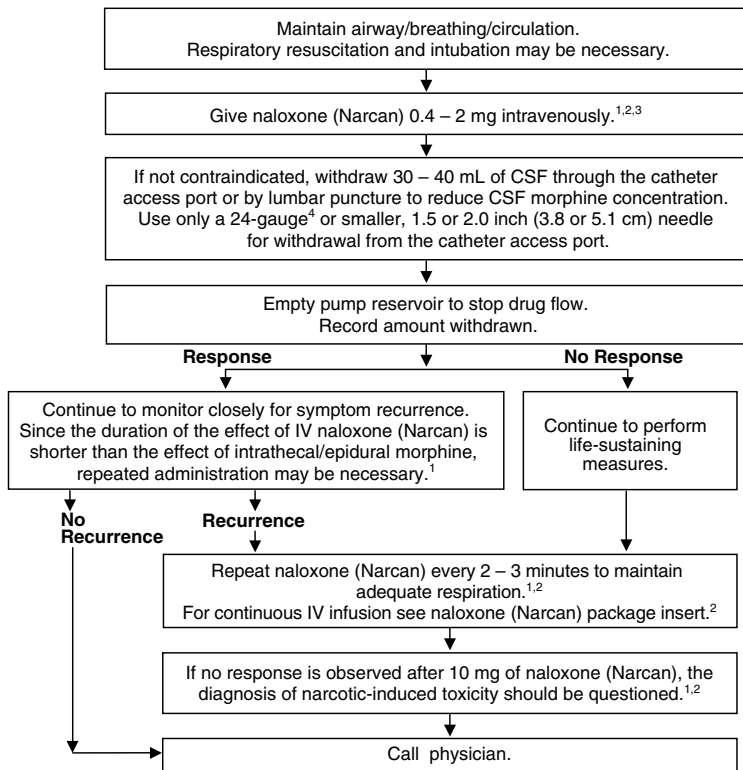 Maintain airway/breathing/circulation.
Respiratory resuscitation and intubation may be necessary.
Give naloxone (Narcan) 0.4 – 2 mg intravenously.1,2,3
If not contraindicated, withdraw 30 – 40 mL of CSF through the catheter
access port or by lumbar puncture to reduce CSF morphine concentration.
Use only a 24-gauge4 or smaller, 1.5 or 2.0 inch (3.8 or 5.1 cm) needle
for withdrawal from the catheter access port.
Empty pump reservoir to stop drug flow.
Record amount withdrawn.
Response
No Response
Continue to monitor closely for symptom recurrence.
Since the duration of the effect of IV naloxone (Narcan) is
shorter than the effect of intrathecal/epidural morphine,
repeated administration may be necessary.1
Continue to perform
life-sustaining
measures.
No
Recurrence
Recurrence
Repeat naloxone (Narcan) every 2 – 3 minutes to maintain
adequate respiration.1,2
For continuous IV infusion see naloxone (Narcan) package insert.2
If no response is observed after 10 mg of naloxone (Narcan), the
diagnosis of narcotic-induced toxicity should be questioned.1,2
Call physician.